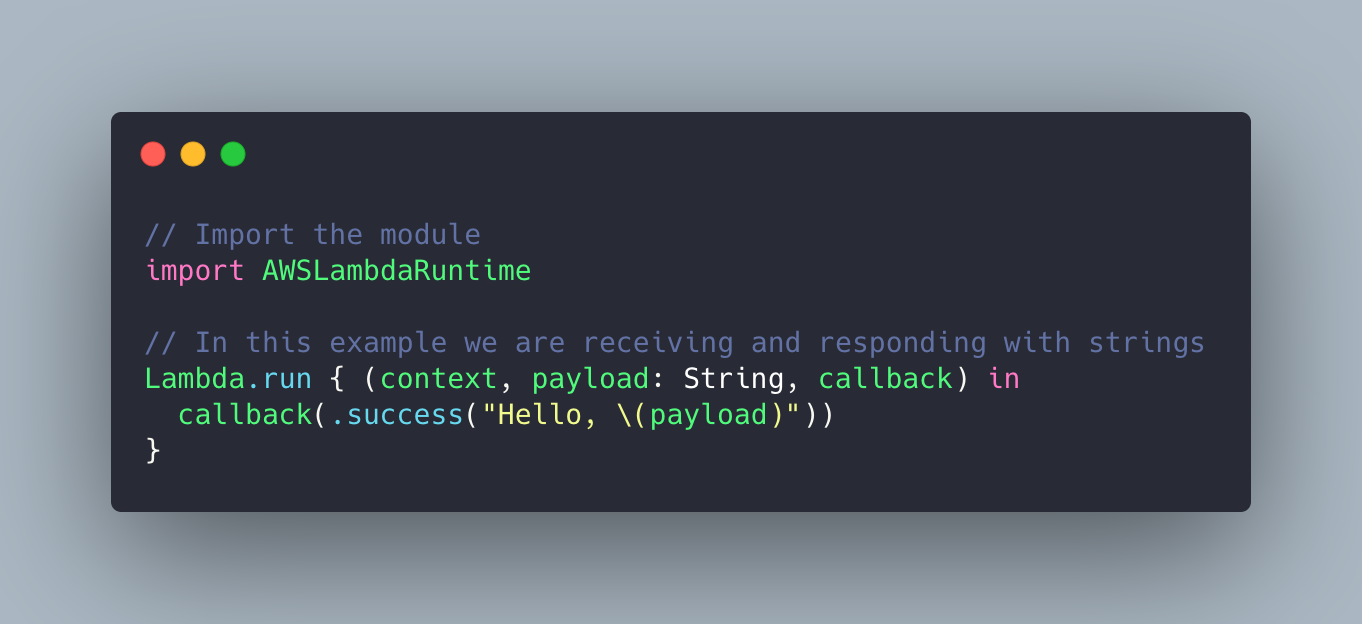 // Import the module
import AWSLambdaRuntime
// In this example we are receiving and responding with strings
Lambda.run { (context, payload: String, callback) in
  callback(.success("Hello, \(payload)"))
}